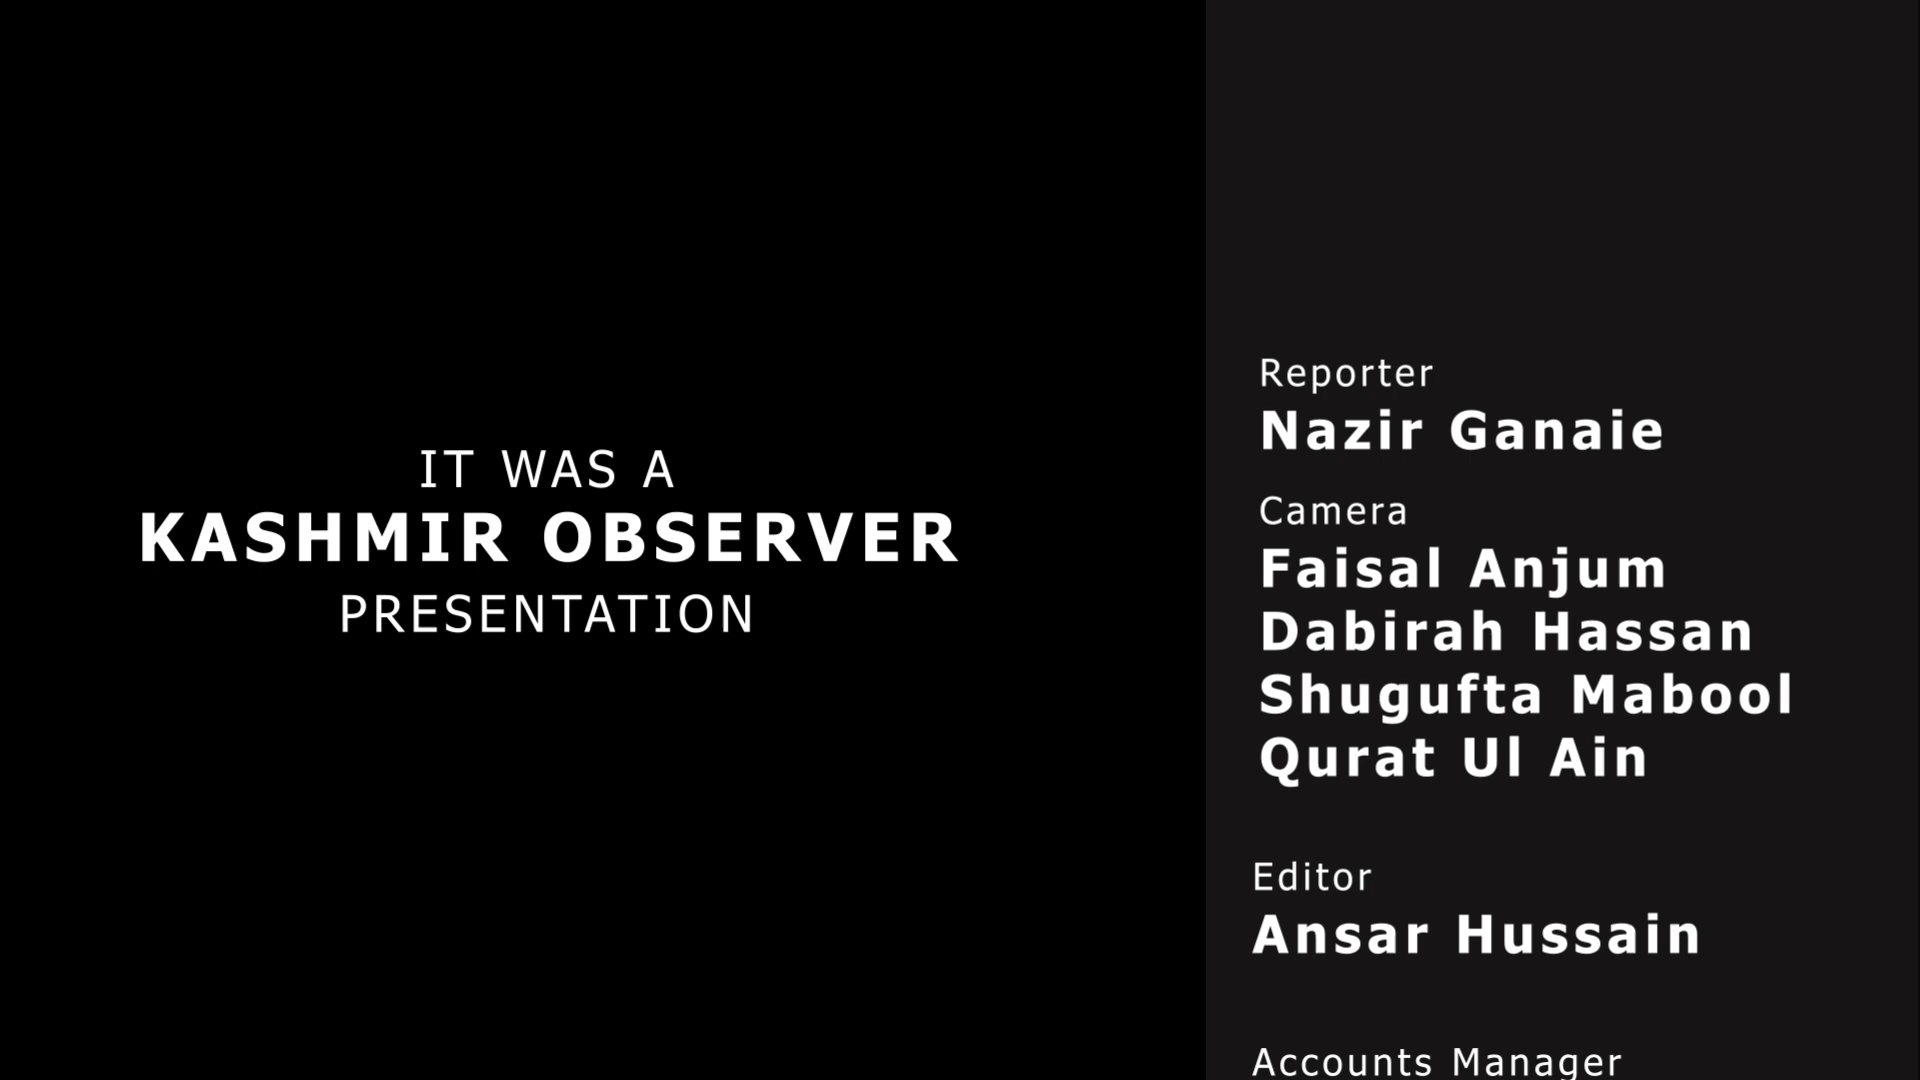 IT WAS A
KASHMIR OBSERVER
PRESENTATION
Reporter
Nazir Ganaie
Camera
Faisal Anjum
Dabirah Hassan
Shugufta Mabool
Qurat Ul Ain
Editor
Ansar Hussain
Accounts Manager